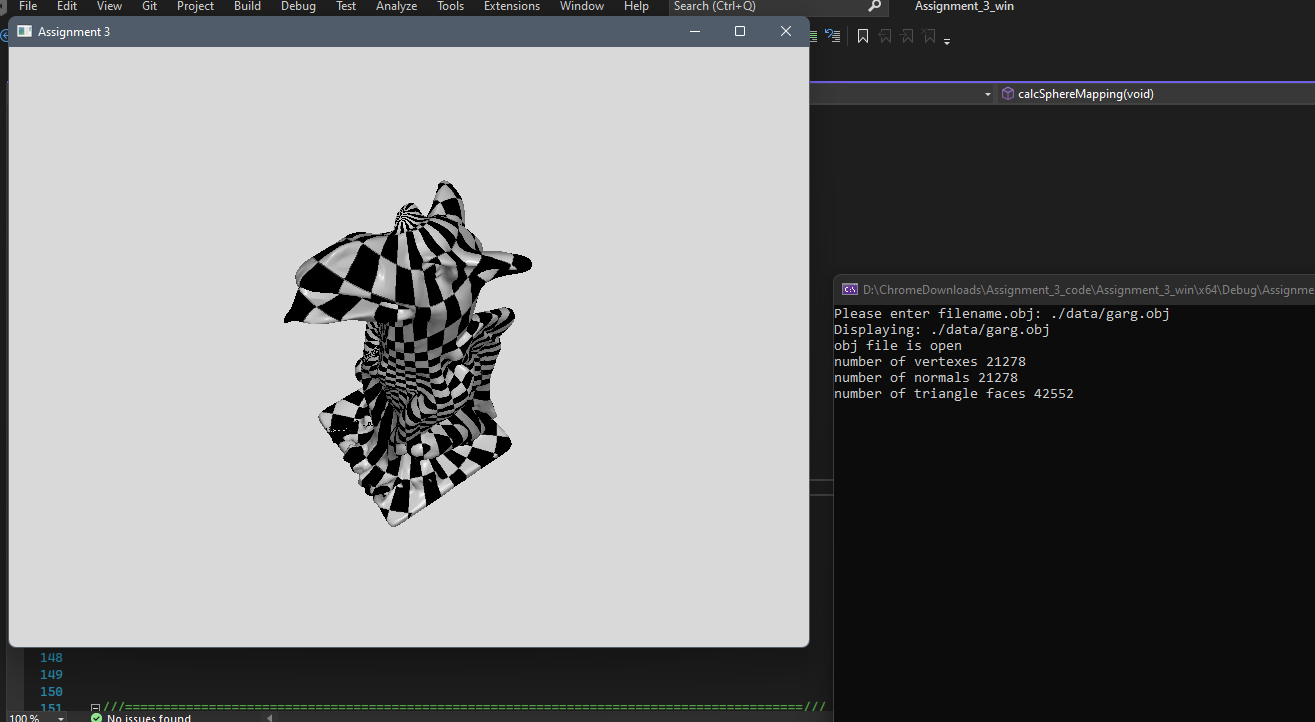 File Edit View Git Project Build Debug Test Analyze Tools Extensions Window Help Search (Ctrl+Q) Assignment_3_win
Assignment 3
calcSphereMapping(void)
D:\ChromeDownloads\Assignment_3_code\Assignment_3_win\x64\Debug\Assignme
Please enter filename.obj: ./data/garg.obj
Displaying: ./data/garg.obj
obj file is open
number of vertexes 21278
number of normals 21278
number of triangle faces 42552
148
149
150
151 ///=========================================================================================///
100 % No issues found